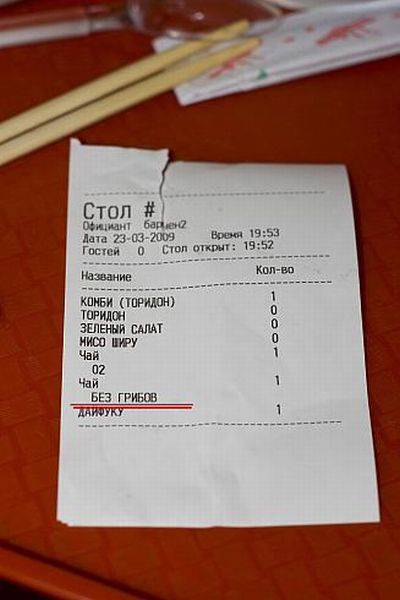 Стол #
Официант бармен2
Дата 23-03-2009 Время 19:53
Гостей 0 Стол открыт: 19:52
Название Кол-во
КОМБИ (ТОРИДОН) 1
ТОРИДОН 0
ЗЕЛЕНЫЙ САЛАТ 0
МИСО ШИРУ 0
Чай 1
02
Чай 1
БЕЗ ГРИБОВ
ДАЙФУКУ 1